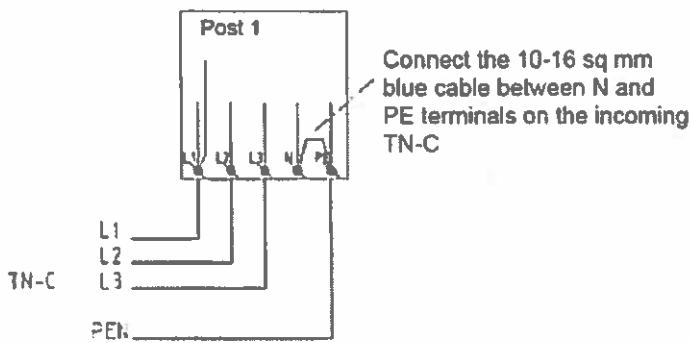 Post 1
Connect the 10-16 sq mm
blue cable between N and
PE terminals on the incoming
TN-C
L1 L2 L3 N PE
L1
L2
TN-C L3
PEN